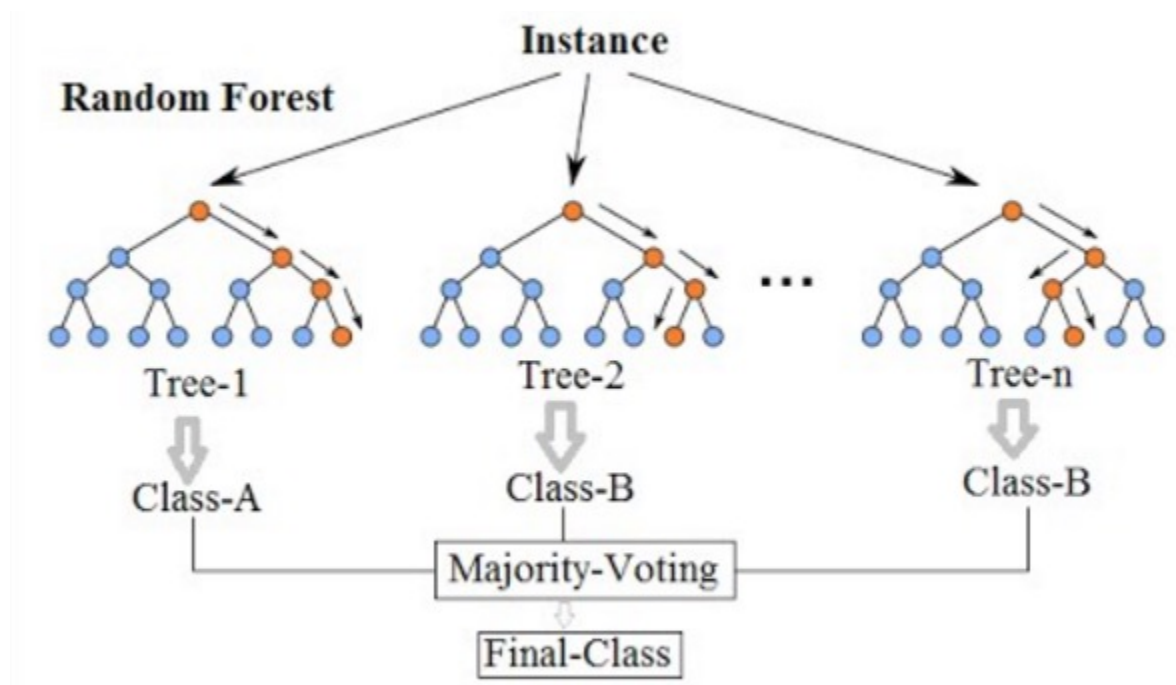 Instance
Random Forest
...
Tree-1
Tree-2
Tree-n
Class-A
Class-B
Class-B
Majority-Voting
Final-Class